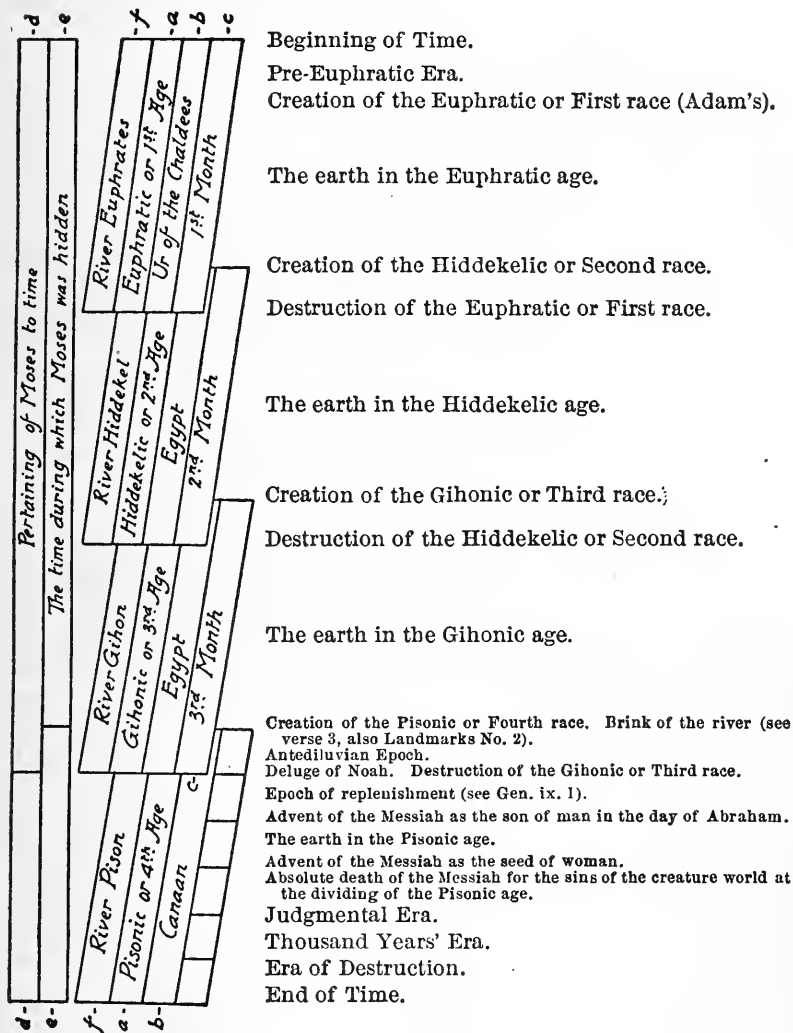 -d
-e
-f
-a
-b
-c
Pertaining of Moses to time
The time during which Moses was hidden
River Euphrates
Euphratic or 1st Age
Ur of the Chaldees
1st Month
River Hiddekel
Hiddekelic or 2nd Age
Egypt
2nd Month
River Gihon
Gihonic or 3rd Age
Egypt
3rd Month
River Pison
Pisonic or 4th Age
Canaan
c-
d-
e-
f-
a-
b-
Beginning of Time.
Pre-Euphratic Era.
Creation of the Euphratic or First race (Adam's).
The earth in the Euphratic age.
Creation of the Hiddekelic or Second race.
Destruction of the Euphratic or First race.
The earth in the Hiddekelic age.
Creation of the Gihonic or Third race.
Destruction of the Hiddekelic or Second race.
The earth in the Gihonic age.
Creation of the Pisonic or Fourth race. Brink of the river (see
verse 3, also Landmarks No. 2).
Antediluvian Epoch.
Deluge of Noah. Destruction of the Gihonic or Third race.
Epoch of replenishment (see Gen. ix. 1).
Advent of the Messiah as the son of man in the day of Abraham.
The earth in the Pisonic age.
Advent of the Messiah as the seed of woman.
Absolute death of the Messiah for the sins of the creature world at
the dividing of the Pisonic age.
Judgmental Era.
Thousand Years' Era.
Era of Destruction.
End of Time.